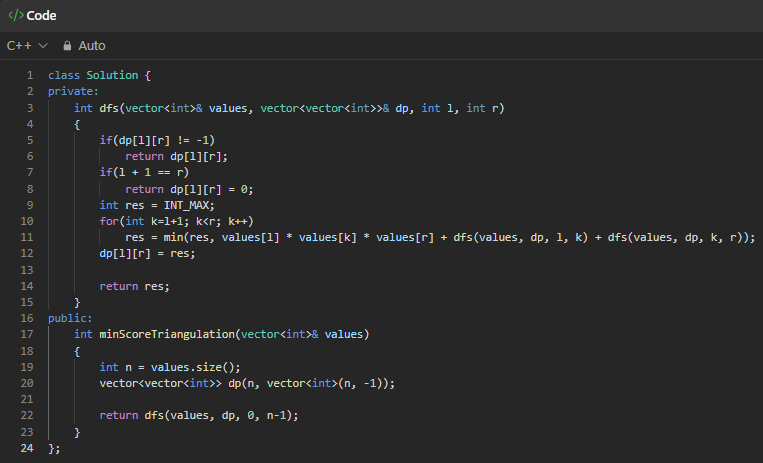 </> Code
C++ Auto
1 class Solution {
2 private:
3     int dfs(vector<int>& values, vector<vector<int>>& dp, int l, int r)
4     {
5         if(dp[l][r] != -1)
6             return dp[l][r];
7         if(l + 1 == r)
8             return dp[l][r] = 0;
9         int res = INT_MAX;
10         for(int k=l+1; k<r; k++)
11             res = min(res, values[l] * values[k] * values[r] + dfs(values, dp, l, k) + dfs(values, dp, k, r));
12         dp[l][r] = res;
13
14         return res;
15     }
16 public:
17     int minScoreTriangulation(vector<int>& values)
18     {
19         int n = values.size();
20         vector<vector<int>> dp(n, vector<int>(n, -1));
21
22         return dfs(values, dp, 0, n-1);
23     }
24 };